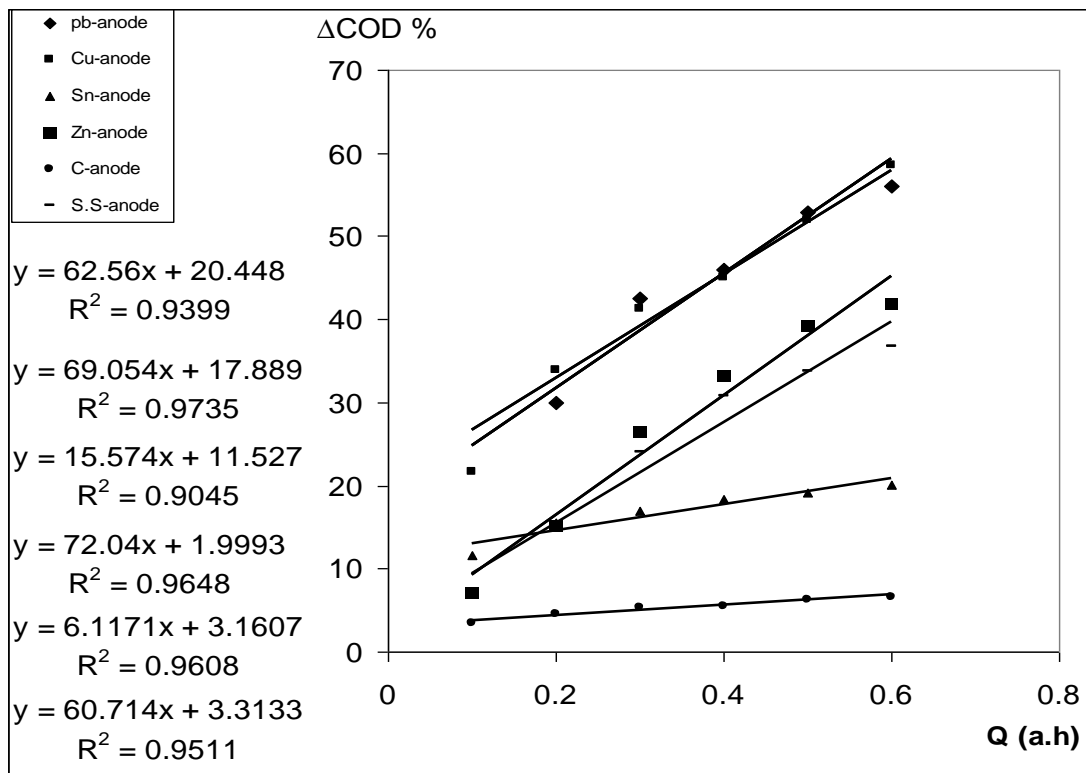 pb-anode
Cu-anode
Sn-anode
Zn-anode
C-anode
S.S-anode
y = 62.56x + 20.448
R² = 0.9399
y = 69.054x + 17.889
R² = 0.9735
y = 15.574x + 11.527
R² = 0.9045
y = 72.04x + 1.9993
R² = 0.9648
y = 6.1171x + 3.1607
R² = 0.9608
y = 60.714x + 3.3133
R² = 0.9511
ΔCOD %
70
60
50
40
30
20
10
0
0 0.2 0.4 0.6 0.8
Q (a.h)